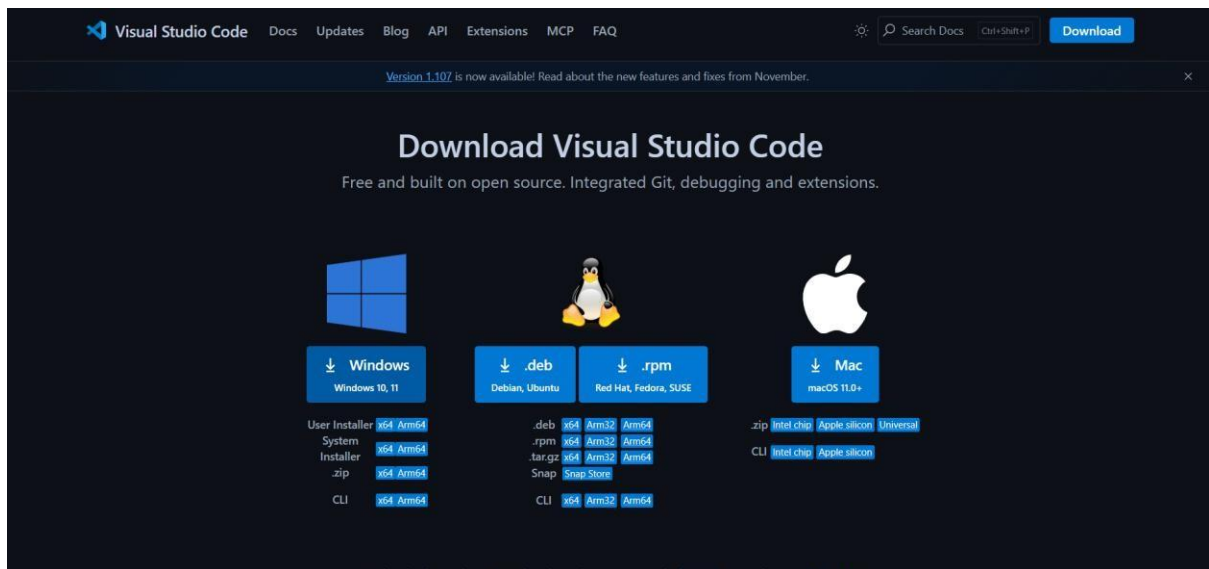 Visual Studio Code Docs Updates Blog API Extensions MCP FAQ Search Docs Ctrl+Shift+P Download
Version 1.107 is now available! Read about the new features and fixes from November.
Download Visual Studio Code
Free and built on open source. Integrated Git, debugging and extensions.
Windows
Windows 10, 11
User Installer x64 Arm64
System
Installer x64 Arm64
.zip x64 Arm64
CLI x64 Arm64
.deb
Debian, Ubuntu
.rpm
Red Hat, Fedora, SUSE
.deb x64 Arm32 Arm64
.rpm x64 Arm32 Arm64
.tar.gz x64 Arm32 Arm64
Snap Snap Store
CLI x64 Arm32 Arm64
Mac
macOS 11.0+
.zip Intel chip Apple silicon Universal
CLI Intel chip Apple silicon